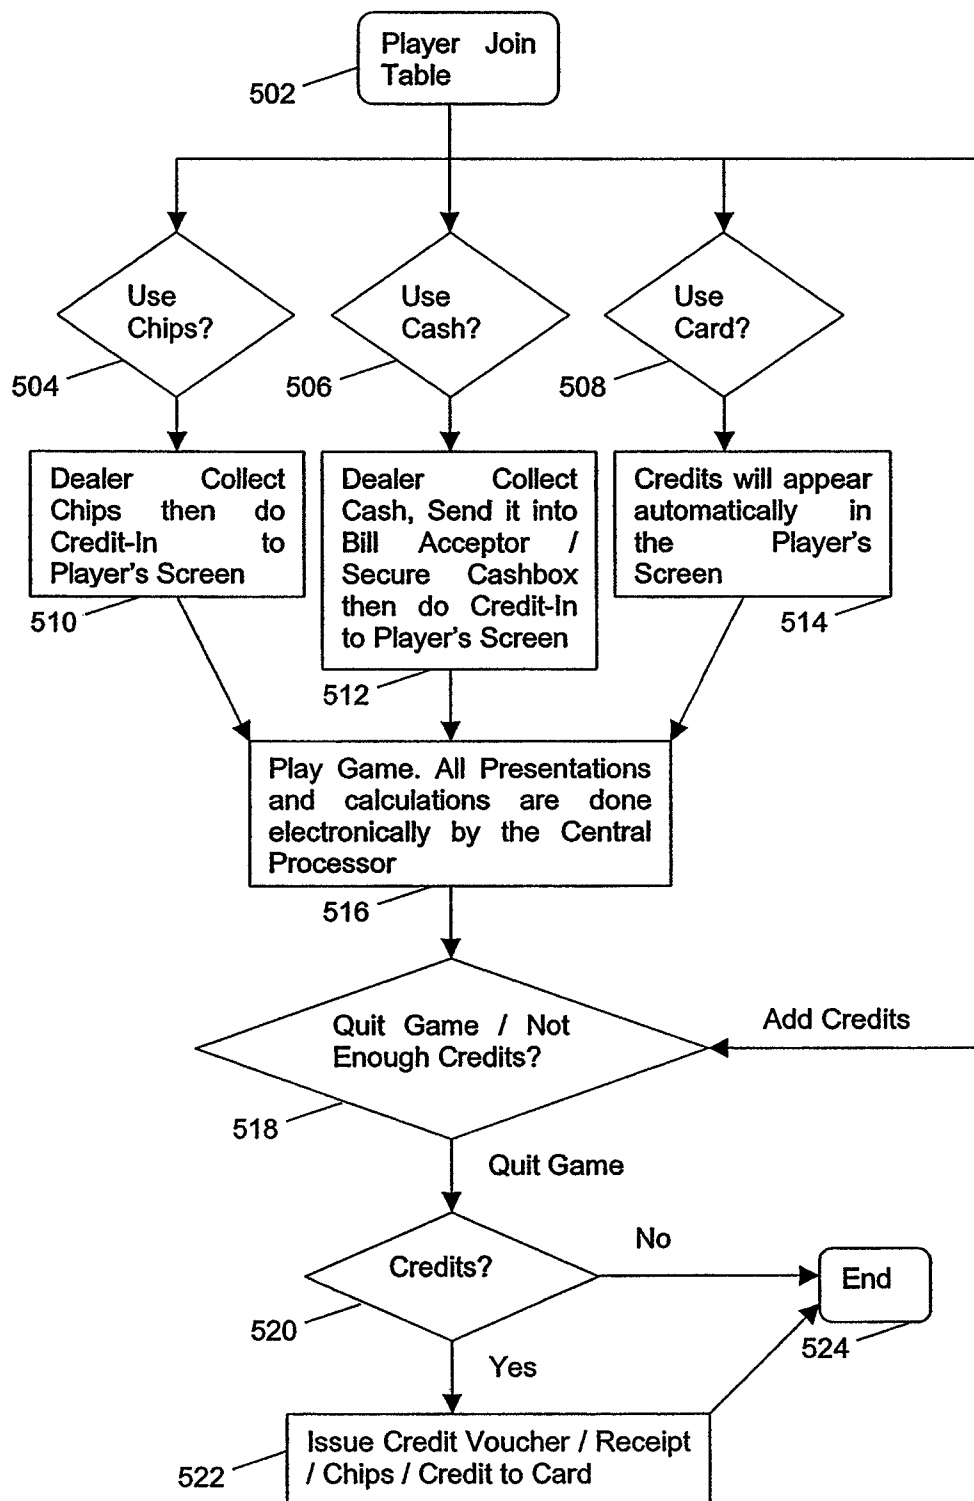 Player Join
Table
502
Use
Chips?
504
Use
Cash?
506
Use
Card?
508
Dealer Collect
Chips then do
Credit-In to
Player's Screen
510
Dealer Collect
Cash, Send it into
Bill Acceptor /
Secure Cashbox
then do Credit-In
to Player's Screen
512
Credits will appear
automatically in
the Player's
Screen
514
Play Game. All Presentations
and calculations are done
electronically by the Central
Processor
516
Quit Game / Not
Enough Credits?
518
Add Credits
Quit Game
Credits?
520
No
End
524
Yes
Issue Credit Voucher / Receipt
/ Chips / Credit to Card
522